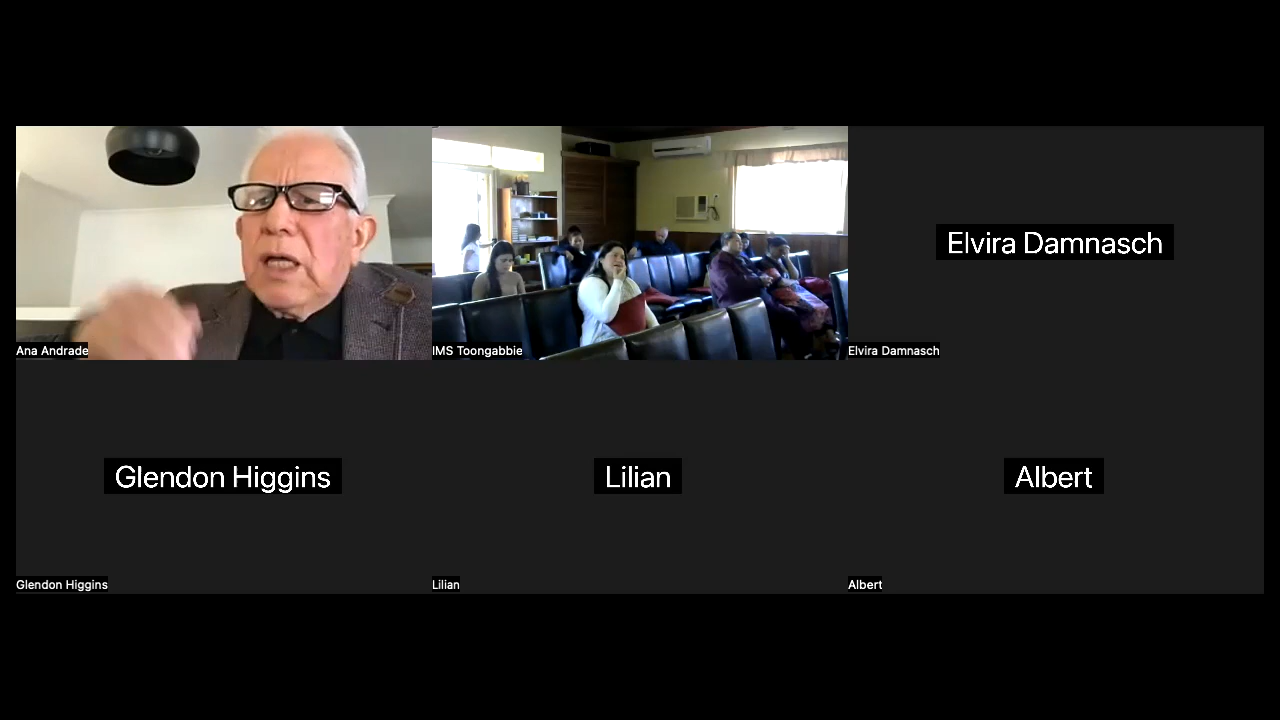 Elvira Damnasch
Ana Andrade
IMS Toongabbie
Elvira Damnasch
Glendon Higgins
Lilian
Albert
Glendon Higgins
Lilian
Albert